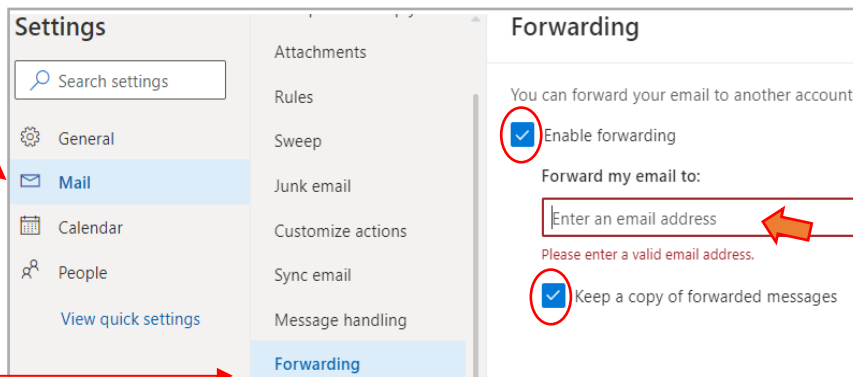 Settings
Search settings
General
Mail
Calendar
People
View quick settings
Attachments
Rules
Sweep
Junk email
Customize actions
Sync email
Message handling
Forwarding
Forwarding
You can forward your email to another account
Enable forwarding
Forward my email to:
Enter an email address
Please enter a valid email address.
Keep a copy of forwarded messages